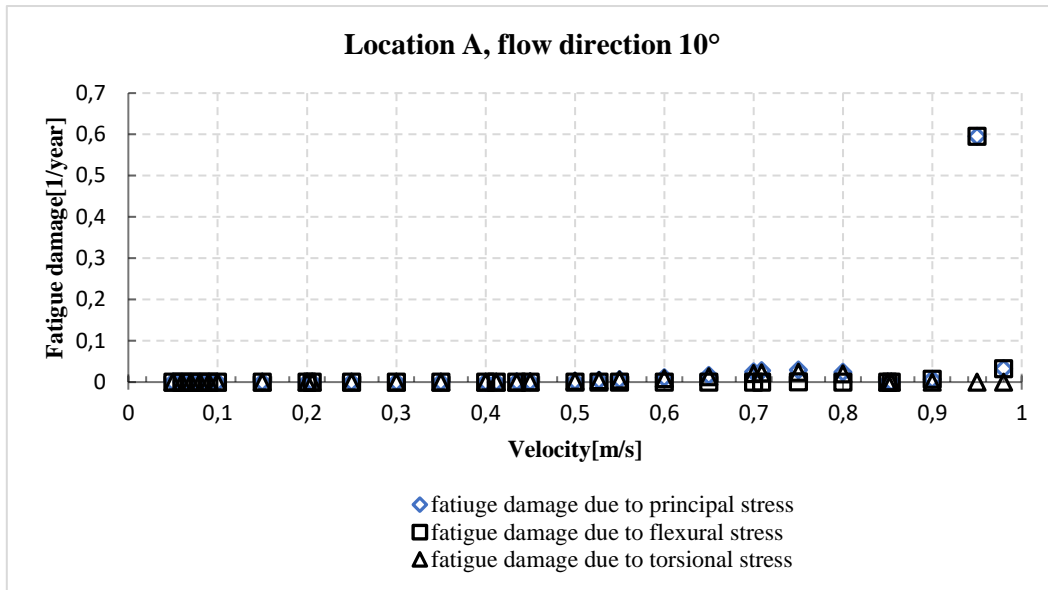 Location A, flow direction 10°
Fatigue damage[1/year]
0,7
0,6
0,5
0,4
0,3
0,2
0,1
0
0 0,1 0,2 0,3 0,4 0,5 0,6 0,7 0,8 0,9 1
Velocity[m/s]
fatiuge damage due to principal stress
fatigue damage due to flexural stress
fatigue damage due to torsional stress